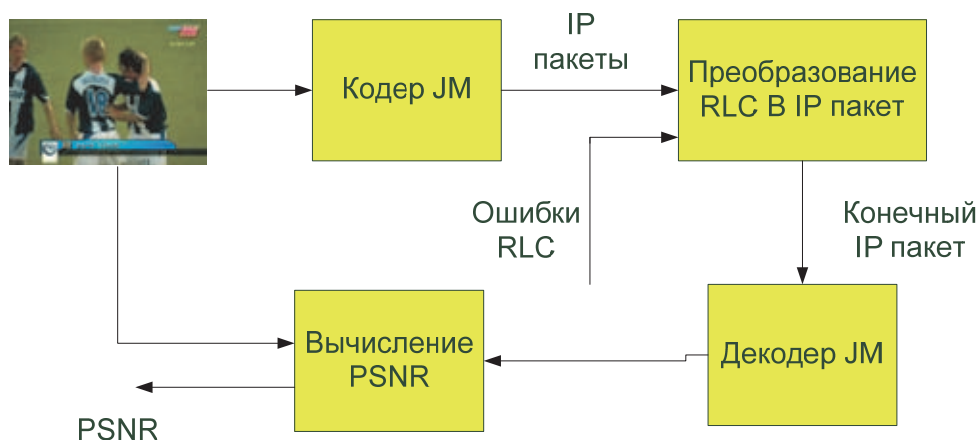 IP
пакеты
Кодер JM
Преобразование
RLC В IP пакет
Ошибки
RLC
Конечный
IP пакет
Вычисление
PSNR
Декодер JM
PSNR